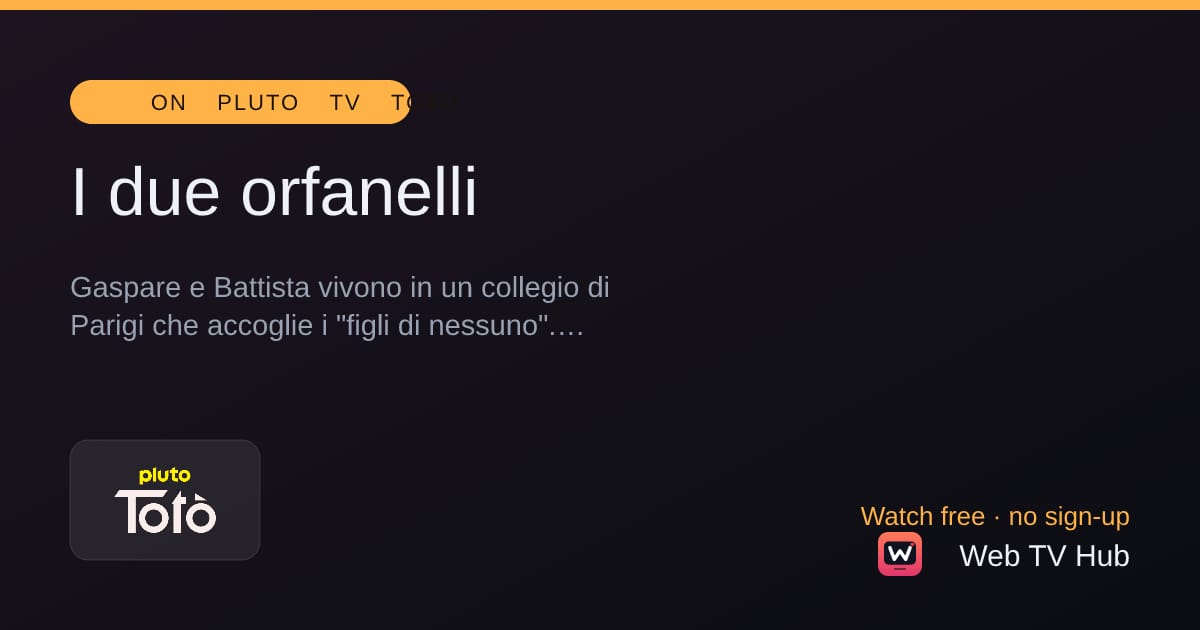 ON PLUTO TV TOTÒ
I due orfanelli
Gaspare e Battista vivono in un collegio di
Parigi che accoglie i "figli di nessuno"....
pluto
Totò
Watch free · no sign-up
W
Web TV Hub